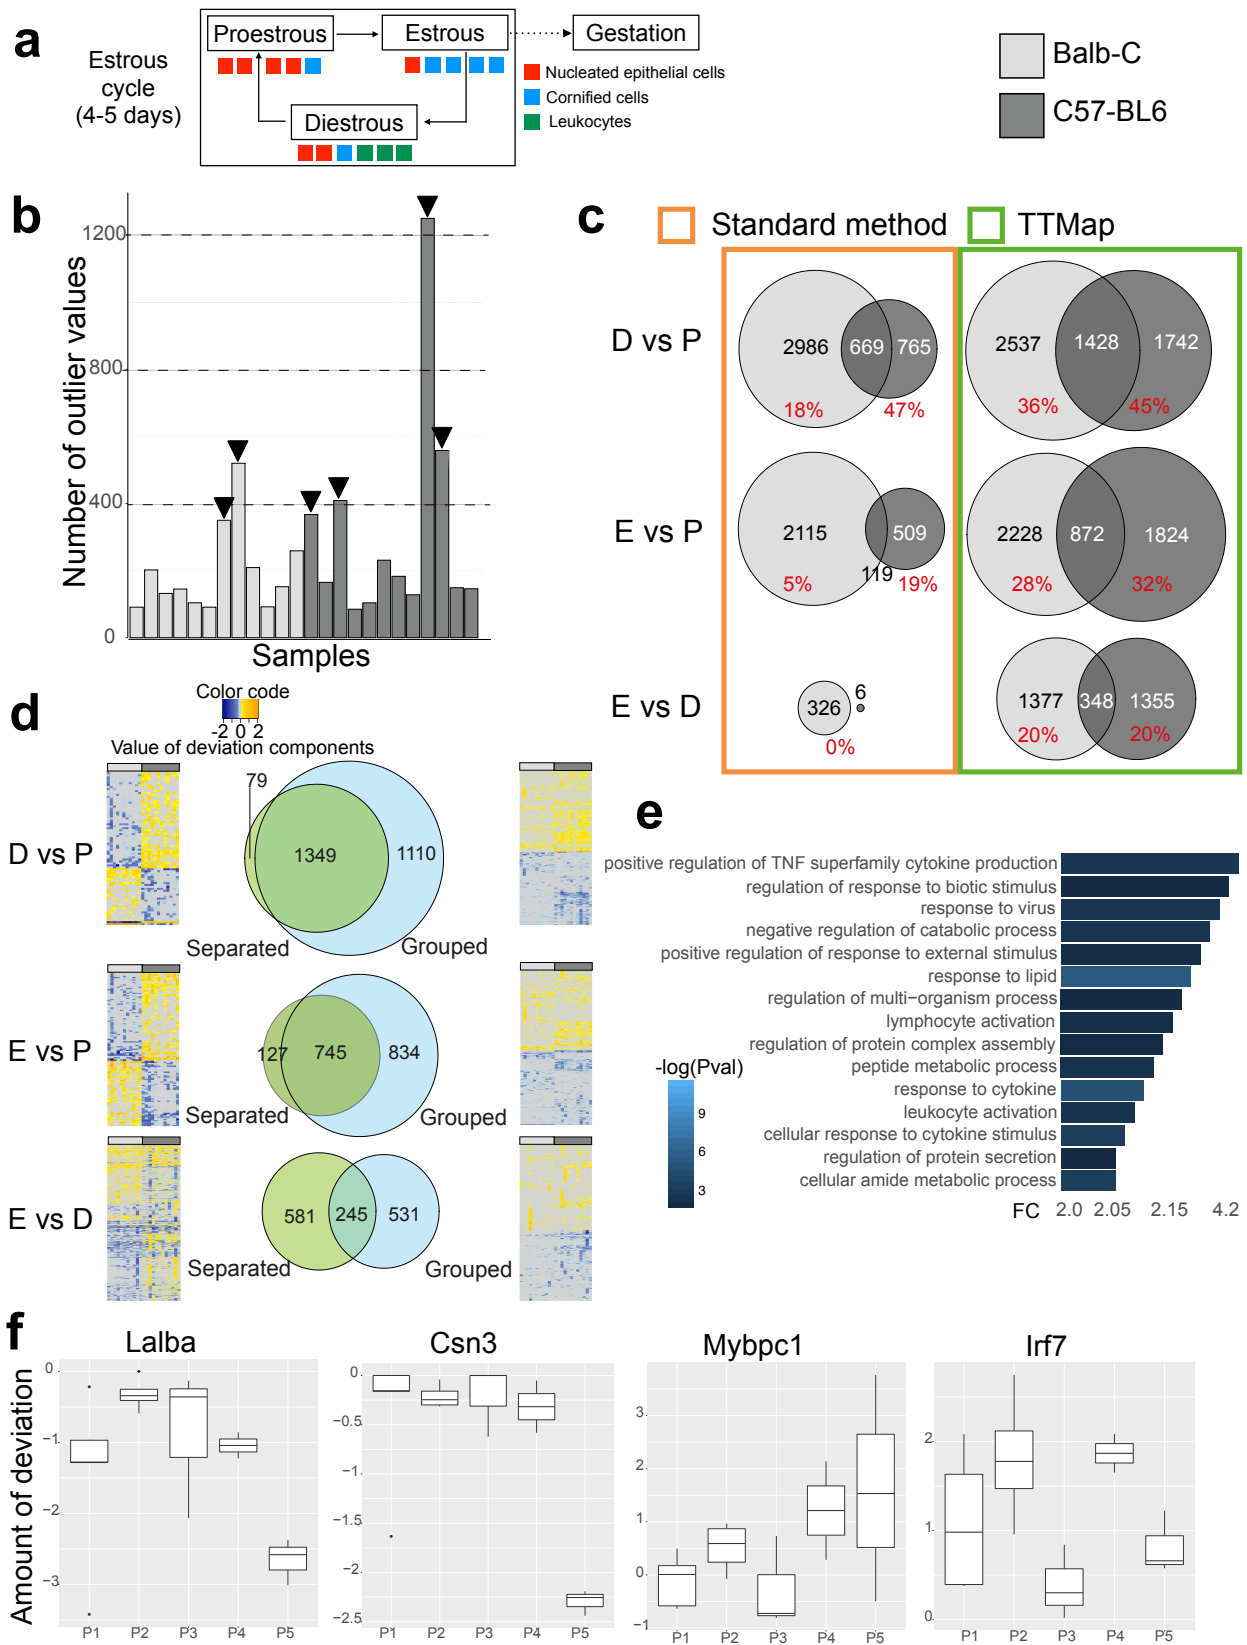 a
Estrous
cycle
(4-5 days)
Proestrous
Estrous
Gestation
Diestrous
Nucleated epithelial cells
Cornified cells
Leukocytes
Balb-C
C57-BL6
b
Number of outlier values
1200
800
400
0
Samples
c
Standard method
TTMap
D vs P
2986 669 765
18% 47%
2537 1428 1742
36% 45%
E vs P
2115 509
119
5% 19%
2228 872 1824
28% 32%
E vs D
326 6
0%
1377 348 1355
20% 20%
d
Color code
-2 0 2
Value of deviation components
D vs P
79
1349 1110
Separated Grouped
E vs P
127 745 834
Separated Grouped
E vs D
581 245 531
Separated Grouped
e
positive regulation of TNF superfamily cytokine production
regulation of response to biotic stimulus
response to virus
negative regulation of catabolic process
positive regulation of response to external stimulus
response to lipid
regulation of multi−organism process
lymphocyte activation
regulation of protein complex assembly
peptide metabolic process
response to cytokine
leukocyte activation
cellular response to cytokine stimulus
regulation of protein secretion
cellular amide metabolic process
-log(Pval)
9
6
3
FC 2.0 2.05 2.15 4.2
f
Amount of deviation
Lalba
0
−1
−2
−3
P1 P2 P3 P4 P5
Csn3
0
−0.5
−1
−1.5
−2
−2.5
P1 P2 P3 P4 P5
Mybpc1
3
2
1
0
−1
P1 P2 P3 P4 P5
Irf7
2
1
0
P1 P2 P3 P4 P5